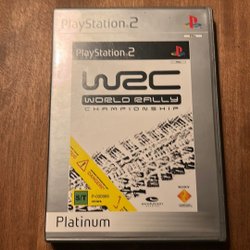 PlayStation 2
PlayStation 2
WRC
WORLD RALLY
CHAMPIONSHIP
Platinum